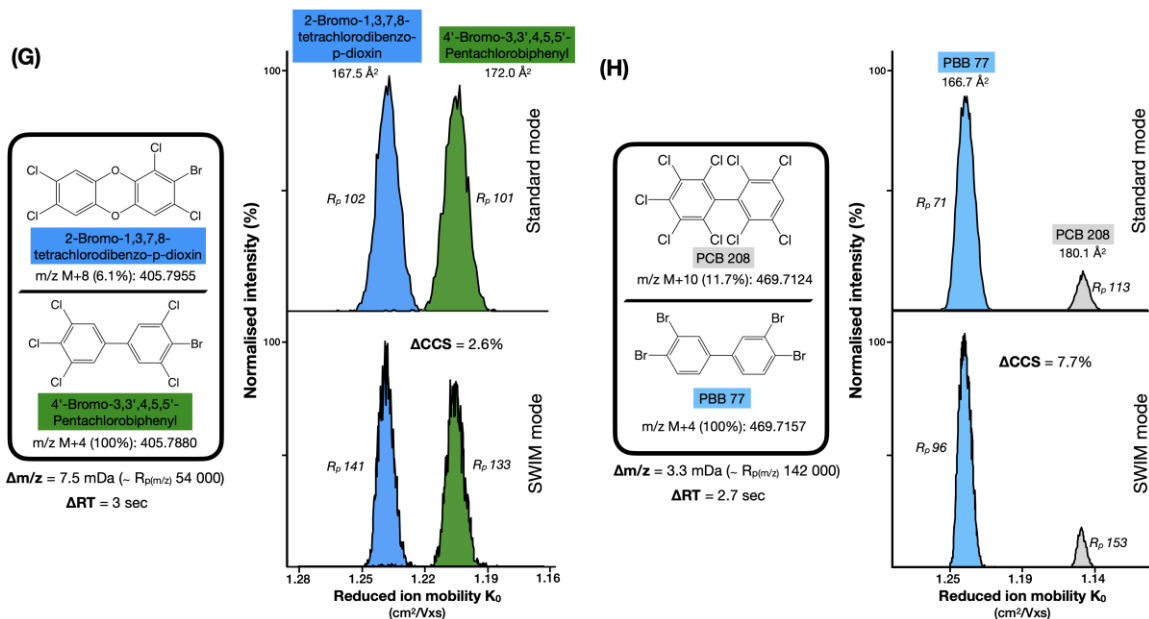 (G)
Cl
O
Cl
Br
Cl
O
Cl
2-Bromo-1,3,7,8-
tetrachlorodibenzo-p-dioxin
m/z M+8 (6.1%): 405.7955
Cl
Cl
Cl
Br
Cl
Cl
4'-Bromo-3,3',4,5,5'-
Pentachlorobiphenyl
m/z M+4 (100%): 405.7880
Δm/z = 7.5 mDa (~ Rp(m/z) 54 000)
ΔRT = 3 sec
2-Bromo-1,3,7,8-
tetrachlorodibenzo-
p-dioxin
167.5 Å²
4'-Bromo-3,3',4,5,5'-
Pentachlorobiphenyl
172.0 Å²
100
Rp 102
Rp 101
Standard mode
Normalised intensity (%)
100
ΔCCS = 2.6%
Rp 141
Rp 133
SWIM mode
1.28 1.25 1.22 1.19 1.16
Reduced ion mobility K₀
(cm²/Vxs)
(H)
Cl Cl Cl Cl
Cl Cl
Cl Cl Cl
PCB 208
m/z M+10 (11.7%): 469.7124
Br Br
Br Br
PBB 77
m/z M+4 (100%): 469.7157
Δm/z = 3.3 mDa (~ Rp(m/z) 142 000)
ΔRT = 2.7 sec
PBB 77
166.7 Å²
100
Rp 71
PCB 208
180.1 Å²
Rp 113
Standard mode
Normalised intensity (%)
100
ΔCCS = 7.7%
Rp 96
Rp 153
SWIM mode
1.25 1.19 1.14
Reduced ion mobility K₀
(cm²/Vxs)